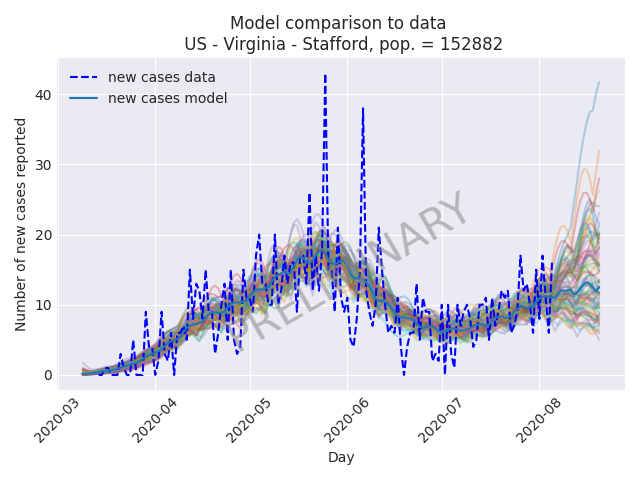 Model comparison to data
US - Virginia - Stafford, pop. = 152882
new cases data
new cases model
PRELIMINARY
Number of new cases reported
40
30
20
10
0
2020-03
2020-04
2020-05
2020-06
2020-07
2020-08
Day